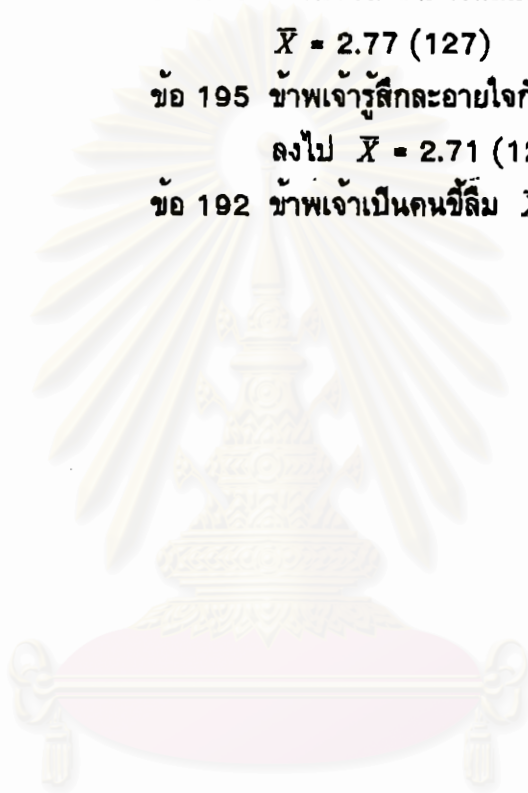 X̄ = 2.77 (127)
ข้อ 195 ข้าพเจ้ารู้สึกละอายใจ
ลงไป X̄ = 2.71
ข้อ 192 ข้าพเจ้าเป็นคนขี้ลืม